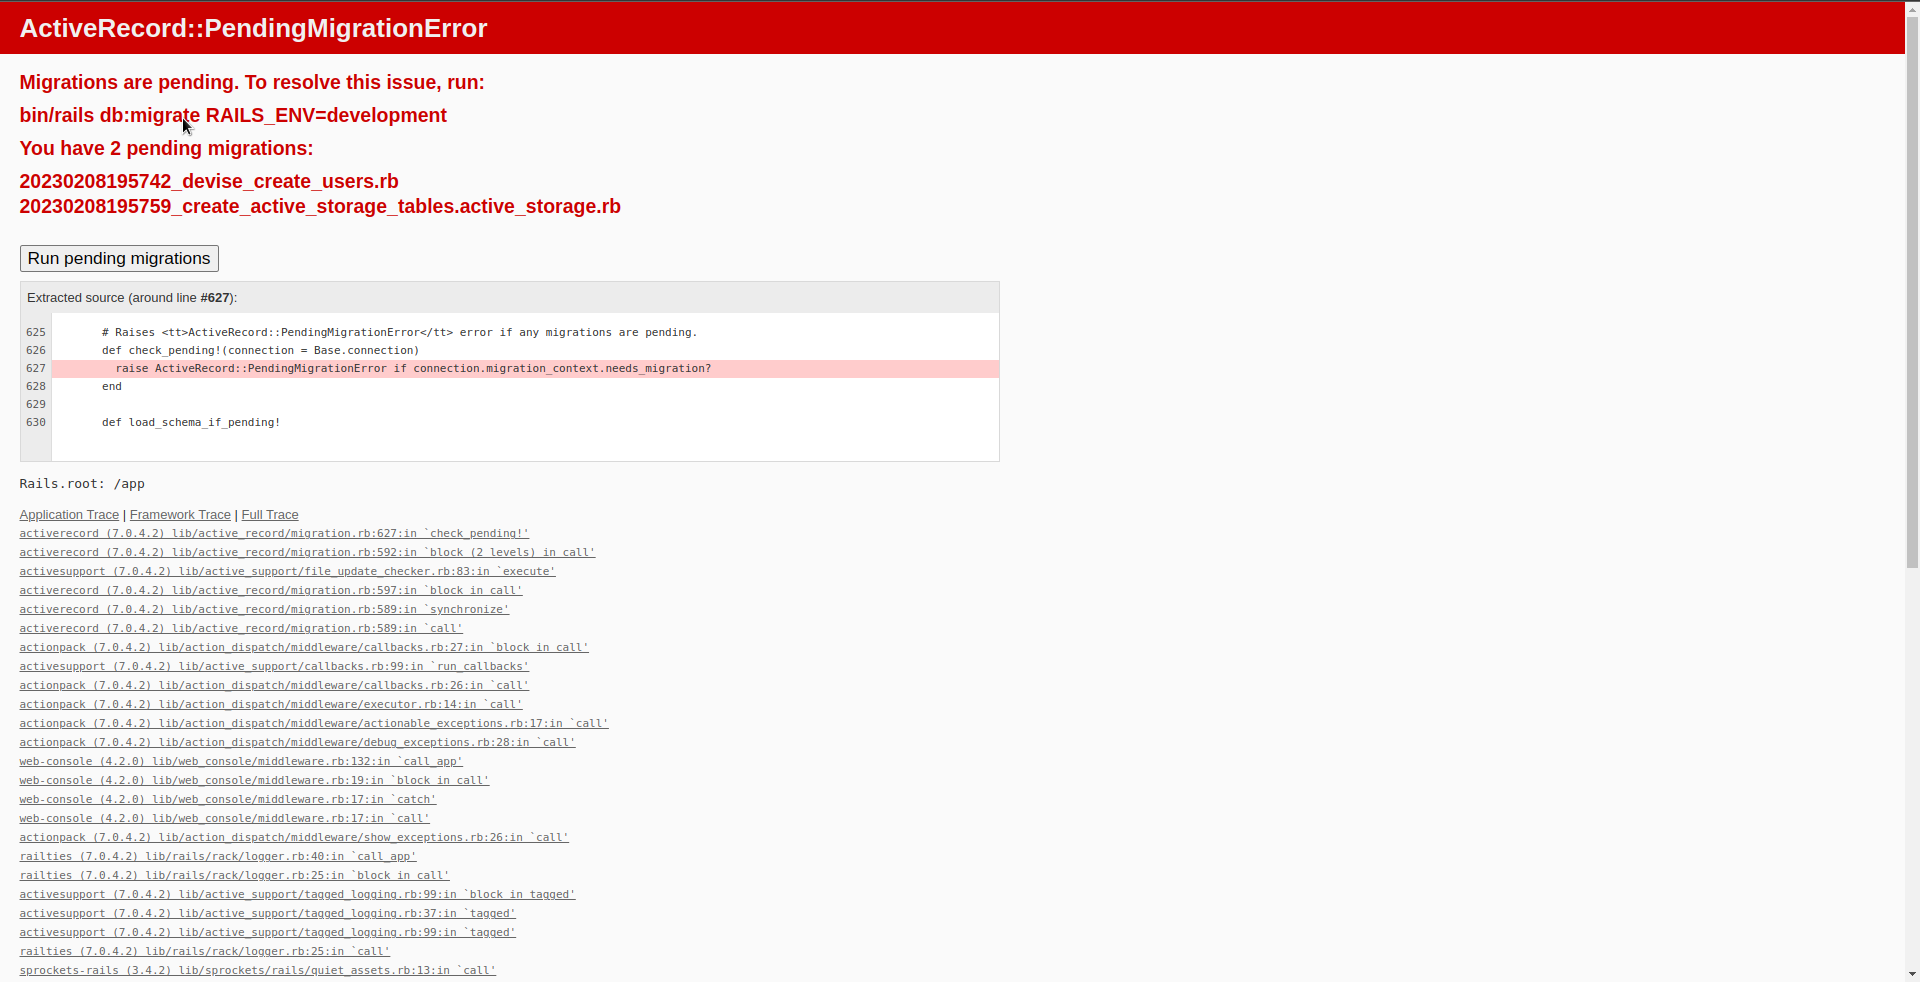 ActiveRecord::PendingMigrationError
Migrations are pending. To resolve this issue, run:
bin/rails db:migrate RAILS_ENV=development
You have 2 pending migrations:
20230208195742_devise_create_users.rb
20230208195759_create_active_storage_tables.active_storage.rb
Run pending migrations
Extracted source (around line #627):
625 # Raises <tt>ActiveRecord::PendingMigrationError</tt> error if any migrations are pending.
626 def check_pending!(connection = Base.connection)
627 raise ActiveRecord::PendingMigrationError if connection.migration_context.needs_migration?
628 end
629
630 def load_schema_if_pending!
Rails.root: /app
Application Trace | Framework Trace | Full Trace
activerecord (7.0.4.2) lib/active_record/migration.rb:627:in `check_pending!'
activerecord (7.0.4.2) lib/active_record/migration.rb:592:in `block (2 levels) in call'
activesupport (7.0.4.2) lib/active_support/file_update_checker.rb:83:in `execute'
activerecord (7.0.4.2) lib/active_record/migration.rb:597:in `block in call'
activerecord (7.0.4.2) lib/active_record/migration.rb:589:in `synchronize'
activerecord (7.0.4.2) lib/active_record/migration.rb:589:in `call'
actionpack (7.0.4.2) lib/action_dispatch/middleware/callbacks.rb:27:in `block in call'
activesupport (7.0.4.2) lib/active_support/callbacks.rb:99:in `run_callbacks'
actionpack (7.0.4.2) lib/action_dispatch/middleware/callbacks.rb:26:in `call'
actionpack (7.0.4.2) lib/action_dispatch/middleware/executor.rb:14:in `call'
actionpack (7.0.4.2) lib/action_dispatch/middleware/actionable_exceptions.rb:17:in `call'
actionpack (7.0.4.2) lib/action_dispatch/middleware/debug_exceptions.rb:28:in `call'
web-console (4.2.0) lib/web_console/middleware.rb:132:in `call_app'
web-console (4.2.0) lib/web_console/middleware.rb:19:in `block in call'
web-console (4.2.0) lib/web_console/middleware.rb:17:in `catch'
web-console (4.2.0) lib/web_console/middleware.rb:17:in `call'
actionpack (7.0.4.2) lib/action_dispatch/middleware/show_exceptions.rb:26:in `call'
railties (7.0.4.2) lib/rails/rack/logger.rb:40:in `call_app'
railties (7.0.4.2) lib/rails/rack/logger.rb:25:in `block in call'
activesupport (7.0.4.2) lib/active_support/tagged_logging.rb:99:in `block in tagged'
activesupport (7.0.4.2) lib/active_support/tagged_logging.rb:37:in `tagged'
activesupport (7.0.4.2) lib/active_support/tagged_logging.rb:99:in `tagged'
railties (7.0.4.2) lib/rails/rack/logger.rb:25:in `call'
sprockets-rails (3.4.2) lib/sprockets/rails/quiet_assets.rb:13:in `call'